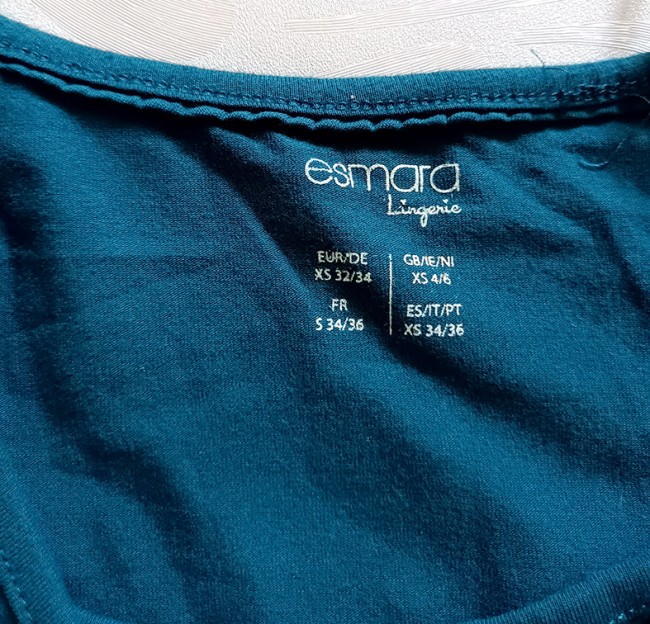 esmara
Lingerie
EUR/DE
XS 32/34
GB/IE/NI
XS 4/6
FR
S 34/36
ES/IT/PT
XS 34/36